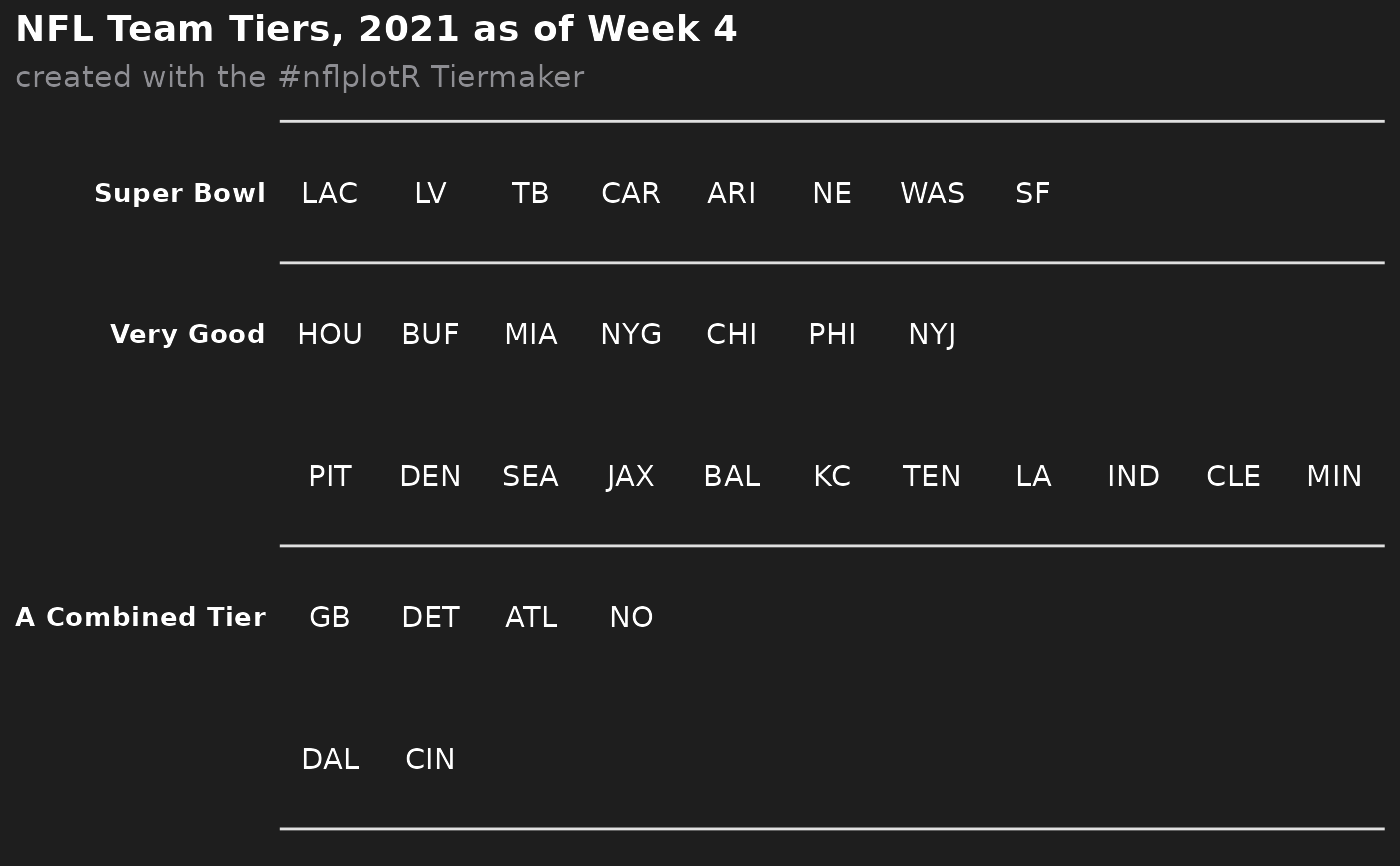 NFL Team Tiers, 2021 as of Week 4
created with the #nflplotR Tiermaker
Super Bowl LAC LV TB CAR ARI NE WAS SF
Very Good HOU BUF MIA NYG CHI PHI NYJ
PIT DEN SEA JAX BAL KC TEN LA IND CLE MIN
A Combined Tier GB DET ATL NO
DAL CIN